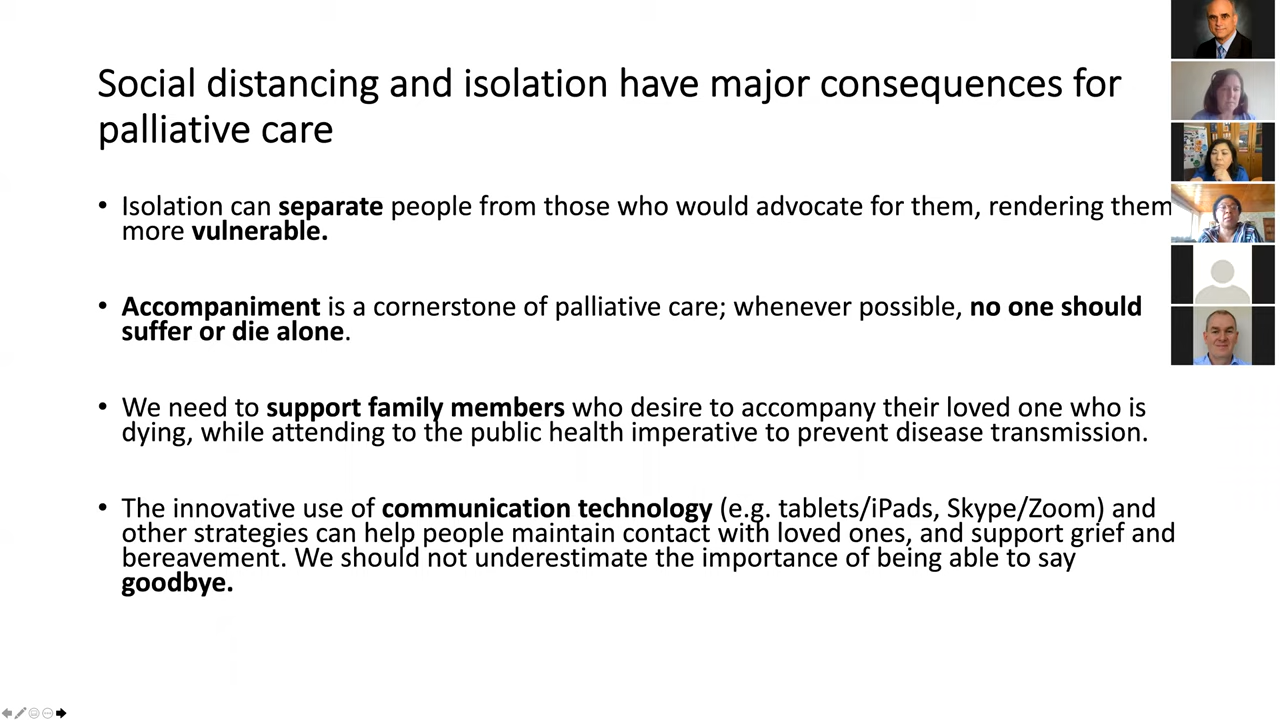 Social distancing and isolation have major consequences for
palliative care
• Isolation can separate people from those who would advocate for them, rendering them
more vulnerable.
• Accompaniment is a cornerstone of palliative care; whenever possible, no one should
suffer or die alone.
• We need to support family members who desire to accompany their loved one who is
dying, while attending to the public health imperative to prevent disease transmission.
• The innovative use of communication technology (e.g. tablets/iPads, Skype/Zoom) and
other strategies can help people maintain contact with loved ones, and support grief and
bereavement. We should not underestimate the importance of being able to say
goodbye.